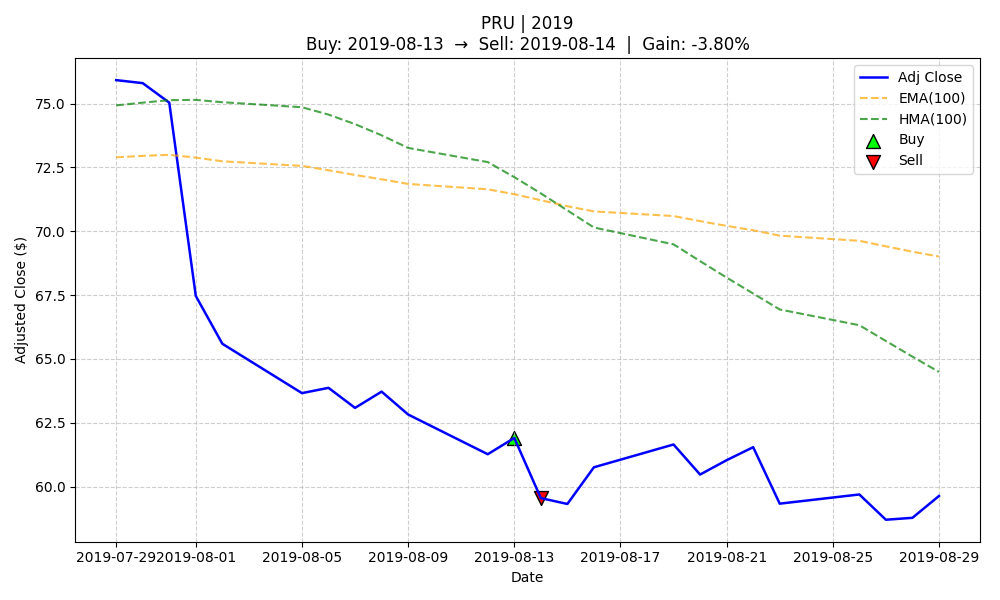 PRU | 2019
Buy: 2019-08-13 → Sell: 2019-08-14 | Gain: -3.80%
Adj Close
EMA(100)
HMA(100)
Buy
Sell
Adjusted Close ($)
75.0
72.5
70.0
67.5
65.0
62.5
60.0
2019-07-29 2019-08-01 2019-08-05 2019-08-09 2019-08-13 2019-08-17 2019-08-21 2019-08-25 2019-08-29
Date